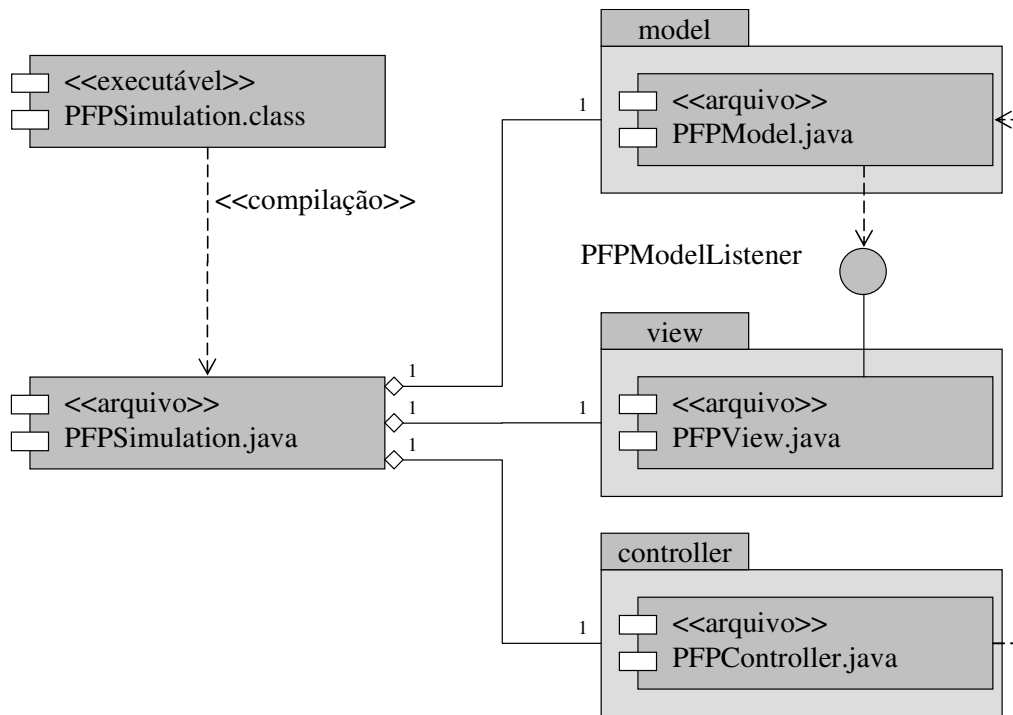 model
<<executável>>
PFPSimulation.class
<<arquivo>>
PFPModel.java
1
<<compilação>>
PFPModelListener
view
<<arquivo>>
PFPSimulation.java
1
1
1
1
<<arquivo>>
PFPView.java
controller
1
<<arquivo>>
PFPController.java